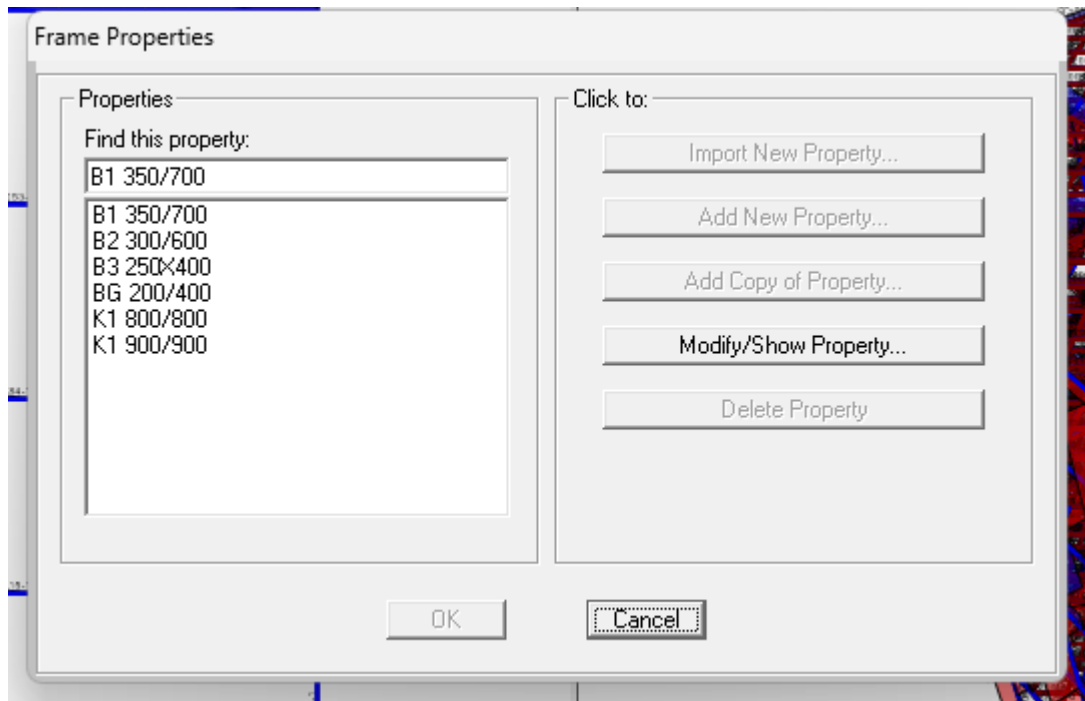 Frame Properties
Properties
Find this property:
B1 350/700
B1 350/700
B2 300/600
B3 250X400
BG 200/400
K1 800/800
K1 900/900
Click to:
Import New Property...
Add New Property...
Add Copy of Property...
Modify/Show Property...
Delete Property
OK
Cancel